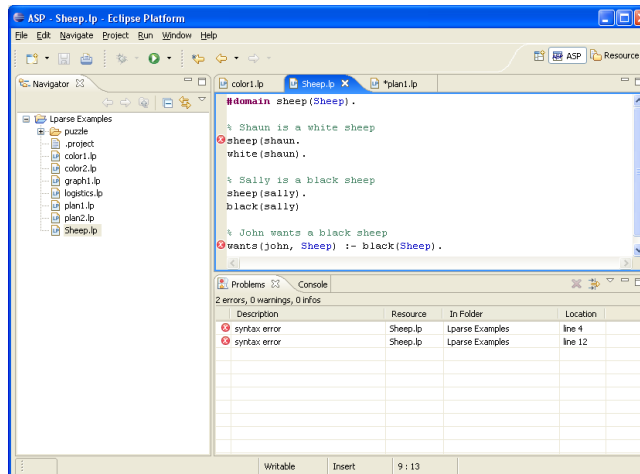 ASP - Sheep.lp - Eclipse Platform
File Edit Navigate Project Run Window Help
ASP Resource
Navigator
Lparse Examples
puzzle
.project
color1.lp
color2.lp
graph1.lp
logistics.lp
plan1.lp
plan2.lp
Sheep.lp
color1.lp Sheep.lp *plan1.lp
#domain sheep(Sheep).
% Shaun is a white sheep
sheep(shaun.
white(shaun).
% Sally is a black sheep
sheep(sally).
black(sally)
% John wants a black sheep
wants(john, Sheep) :- black(Sheep).
Problems Console
2 errors, 0 warnings, 0 infos
Description Resource In Folder Location
syntax error Sheep.lp Lparse Examples line 4
syntax error Sheep.lp Lparse Examples line 12
Writable Insert 9 : 13